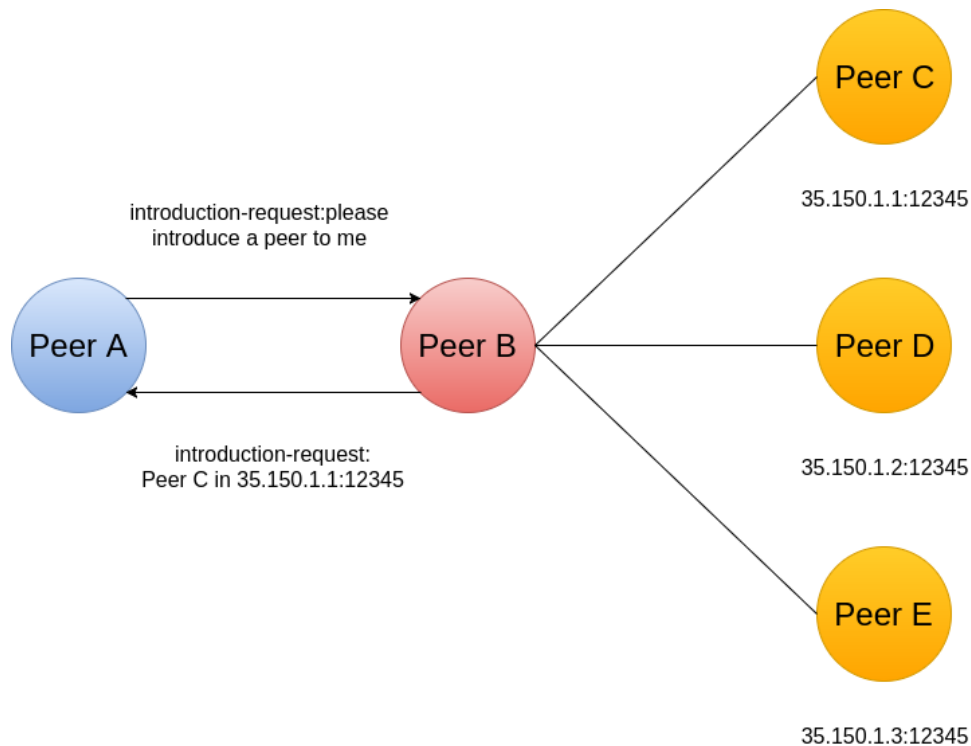 Peer C
35.150.1.1:12345
introduction-request:please
introduce a peer to me
Peer A
Peer B
Peer D
introduction-request:
Peer C in 35.150.1.1:12345
35.150.1.2:12345
Peer E
35.150.1.3:12345